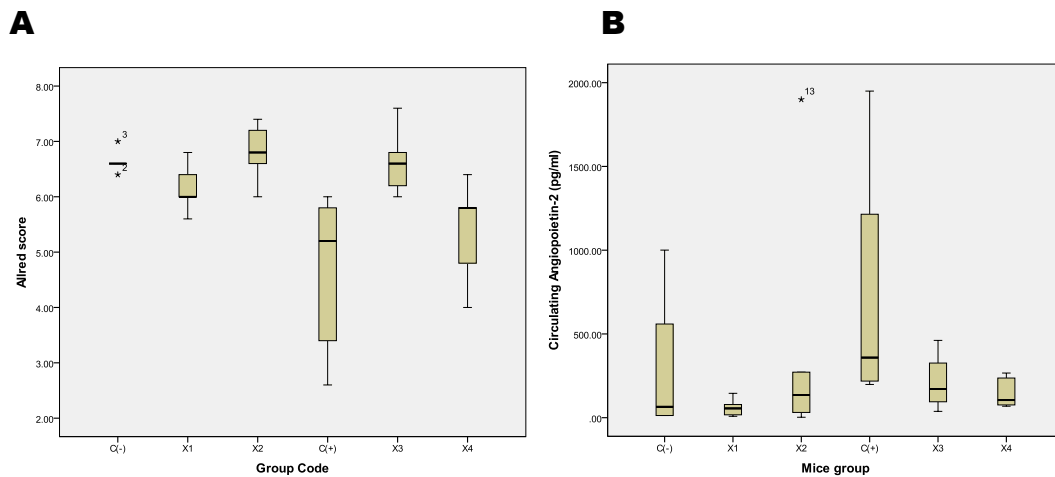 A
B
Allred score
8.00
7.00
6.00
5.00
4.00
3.00
2.00
3
2
C(-) X1 X2 C(+) X3 X4
Group Code
Circulating Angiopoietin-2 (pg/ml)
2000.00
1500.00
1000.00
500.00
.00
13
C(-) X1 X2 C(+) X3 X4
Mice group